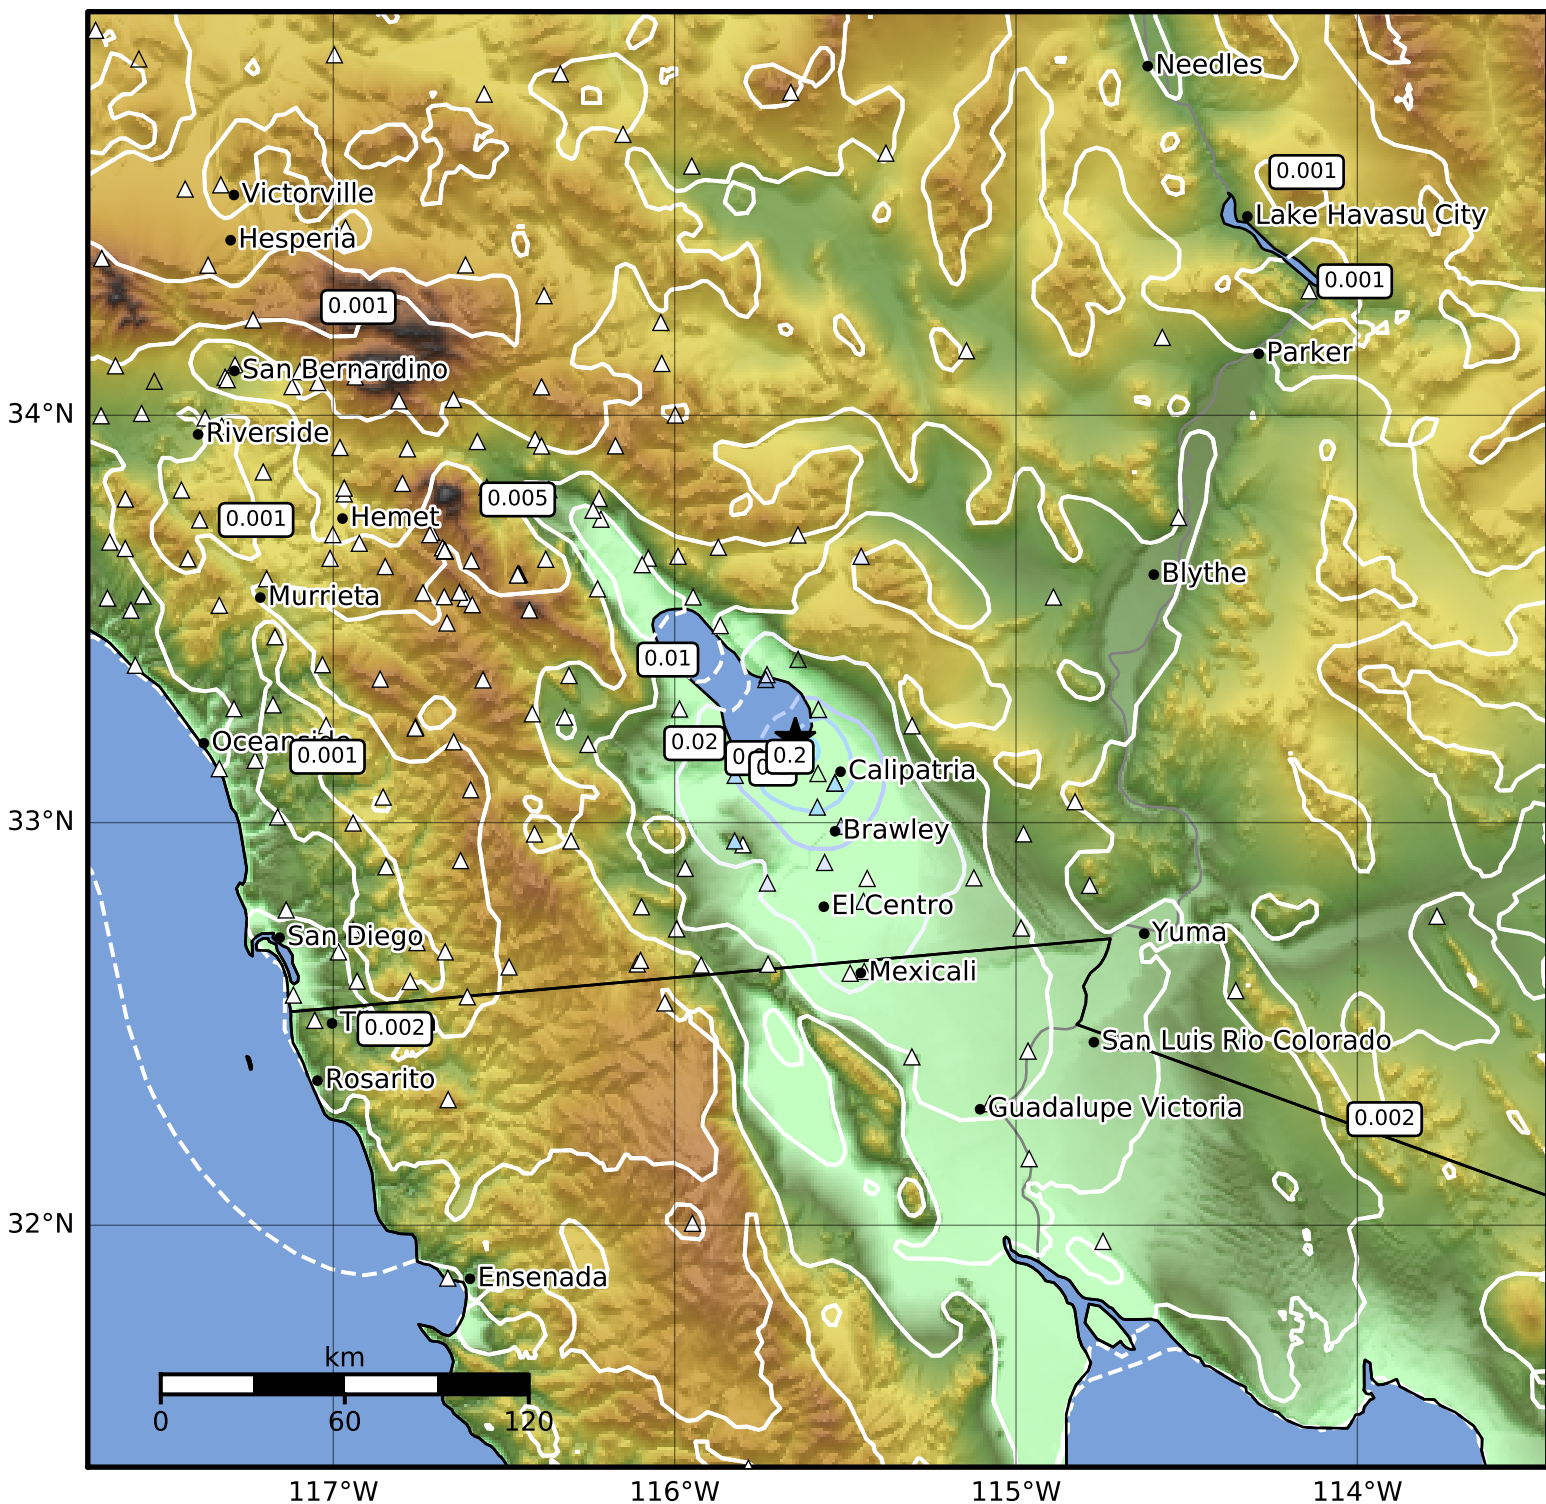 Needles
0.001
Victorville
Lake Havasu City
Hesperia
0.001
0.001
Parker
San Bernardino
34°N
Riverside
0.005
0.001
Hemet
Blythe
Murrieta
0.01
Oceanside
0.02
0.001
0.2
Calipatria
33°N
Brawley
El Centro
San Diego
Yuma
Mexicali
0.002
San Luis Rio Colorado
Rosarito
Guadalupe Victoria
0.002
32°N
Ensenada
km
0 60 120
117°W 116°W 115°W 114°W